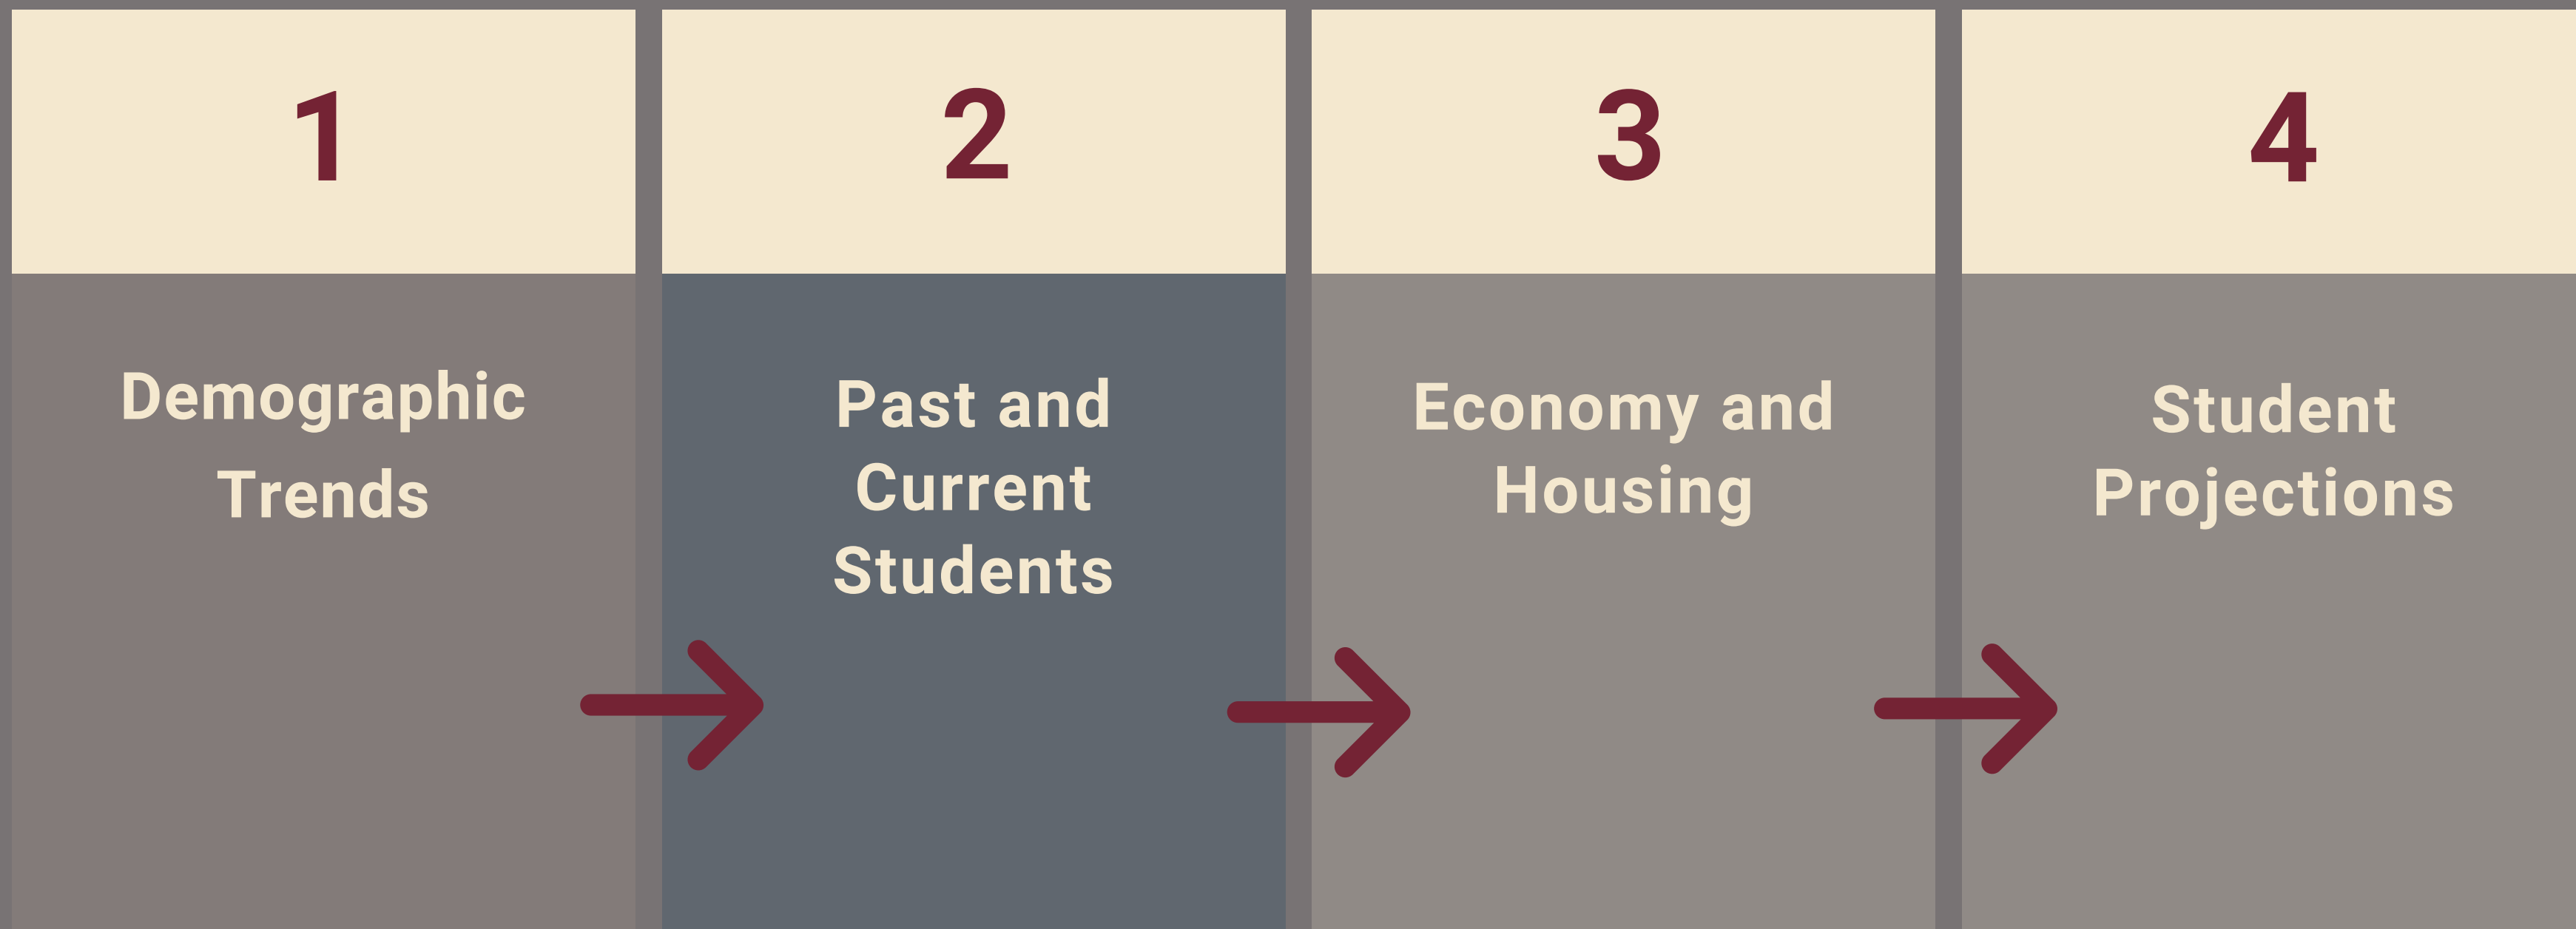 1
Demographic
Trends
2
Past and
Current
Students
3
Economy and
Housing
4
Student
Projections